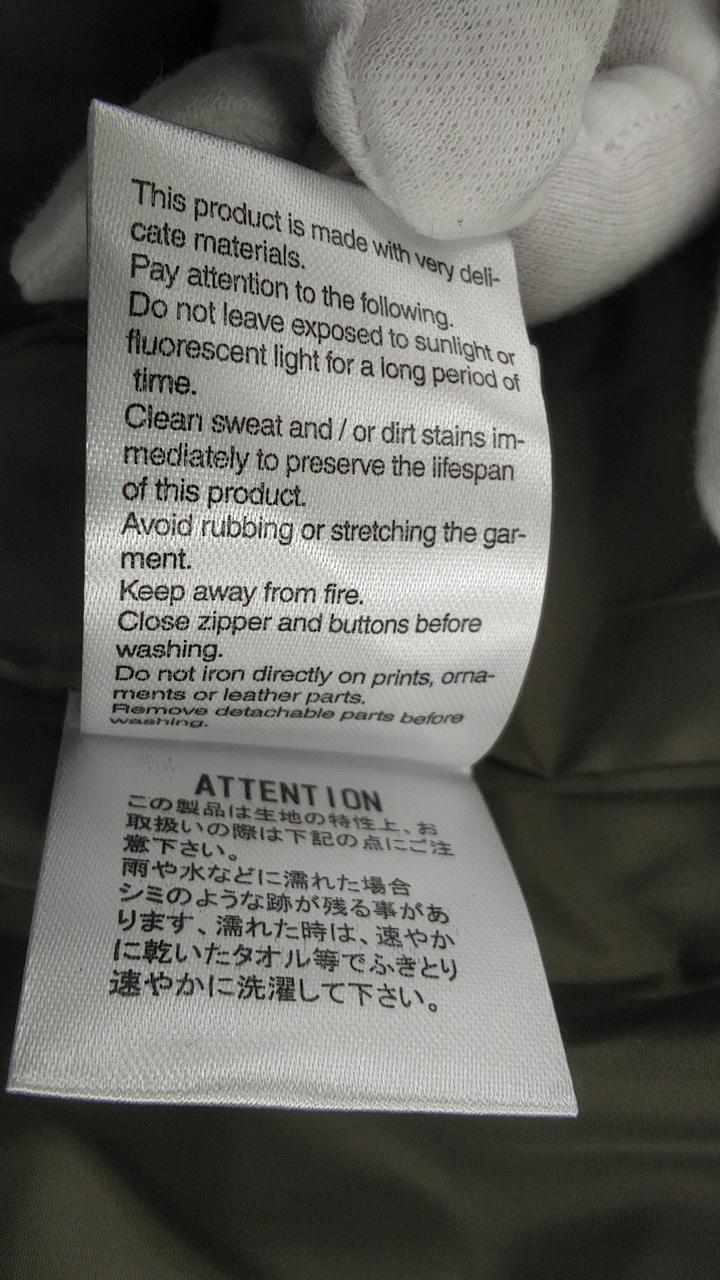 This product is made with very deli-
cate materials.
Pay attention to the following.
Do not leave exposed to sunlight or
fluorescent light for a long period of
time.
Clean sweat and / or dirt stains im-
mediately to preserve the lifespan
of this product.
Avoid rubbing or stretching the gar-
ment.
Keep away from fire.
Close zipper and buttons before
washing.
Do not iron directly on prints, orna-
ments or leather parts.
Remove detachable parts before
washing.
ATTENTION
この製品は生地の特性上、お
取扱いの際は下記の点にご注
意下さい。
雨や水などに濡れた場合
シミのような跡が残る事があ
ります、濡れた時は、速やか
に乾いたタオル等でふきとり
速やかに洗濯して下さい。